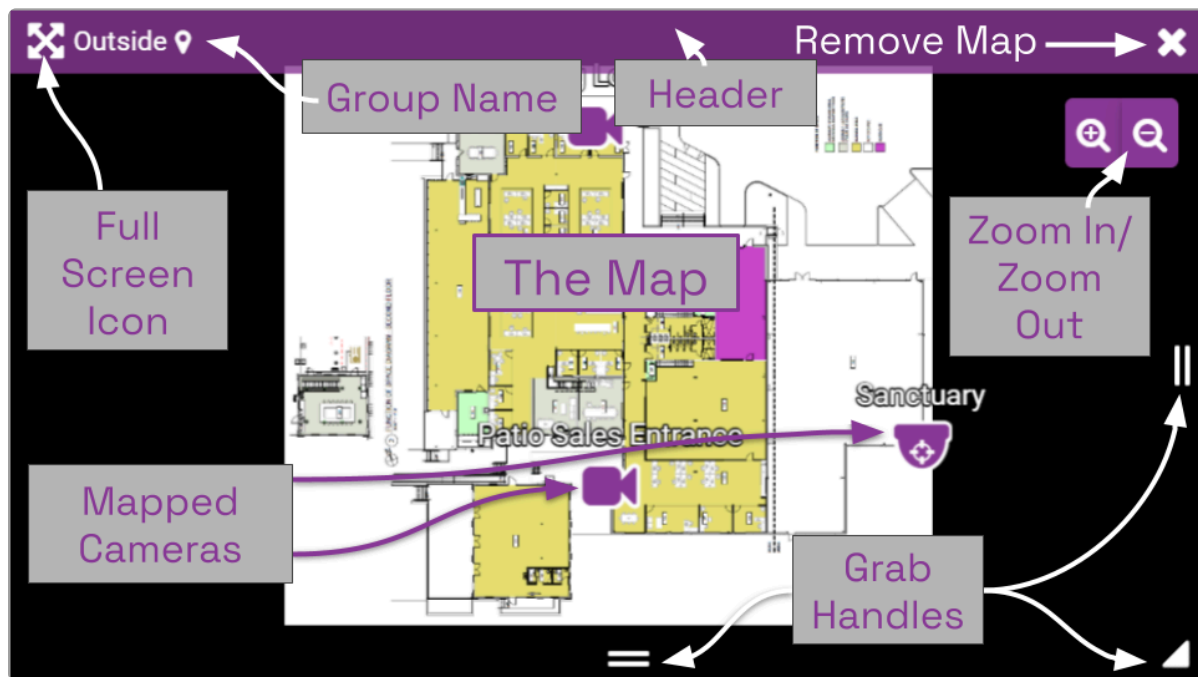 Outside
Remove Map
Group Name
Header
Full
Screen
Icon
The Map
Zoom In/
Zoom
Out
Sanctuary
Patio Sales Entrance
Mapped
Cameras
Grab
Handles